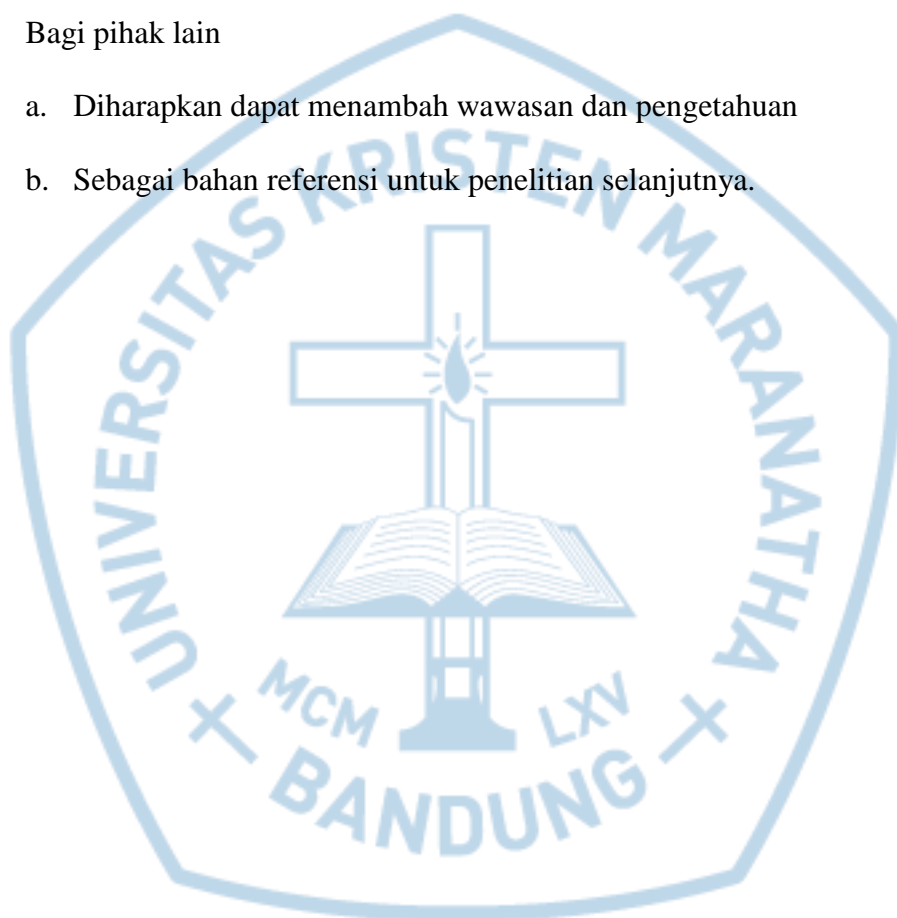 Bagi pihak lain
a. Diharapkan dapat menambah wawasan dan pengetahuan
b. Sebagai bahan referensi untuk penelitian selanjutnya.
UNIVERSITAS KRISTEN MARANATHA
MCM LXV
BANDUNG